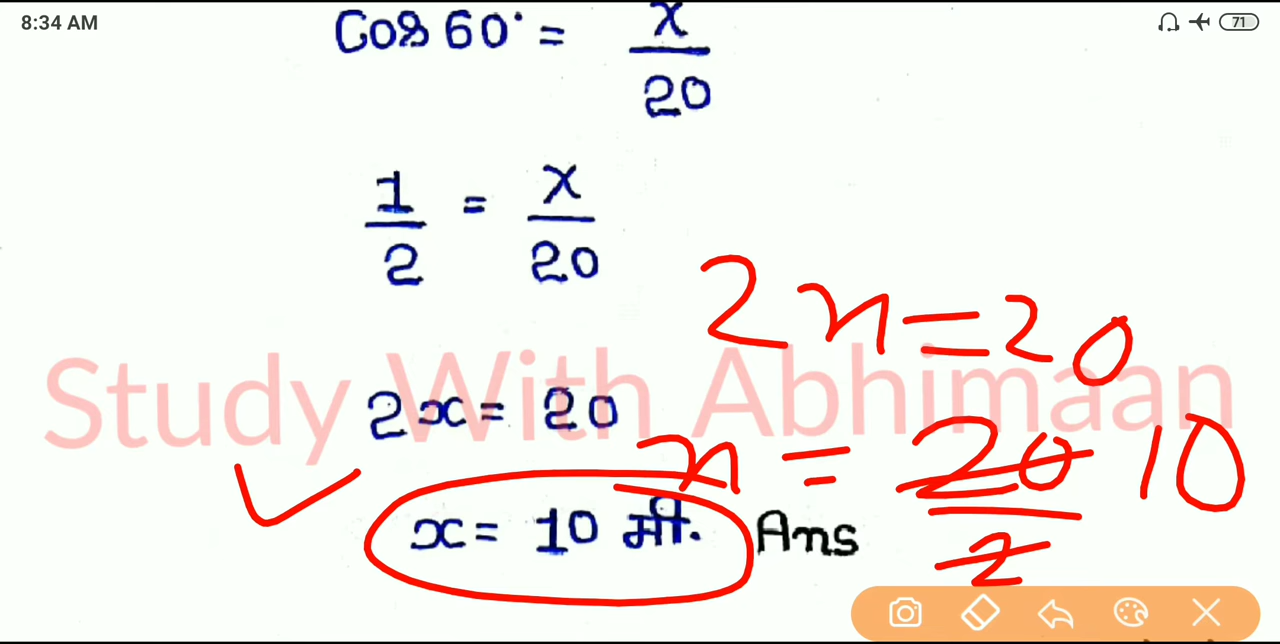 8:34 AM
71
Cos 60° = x/20
1/2 = x/20
2x = 20
Study With Abhimaan
2x = 20
x = 20/2 10
x = 10 मी. Ans